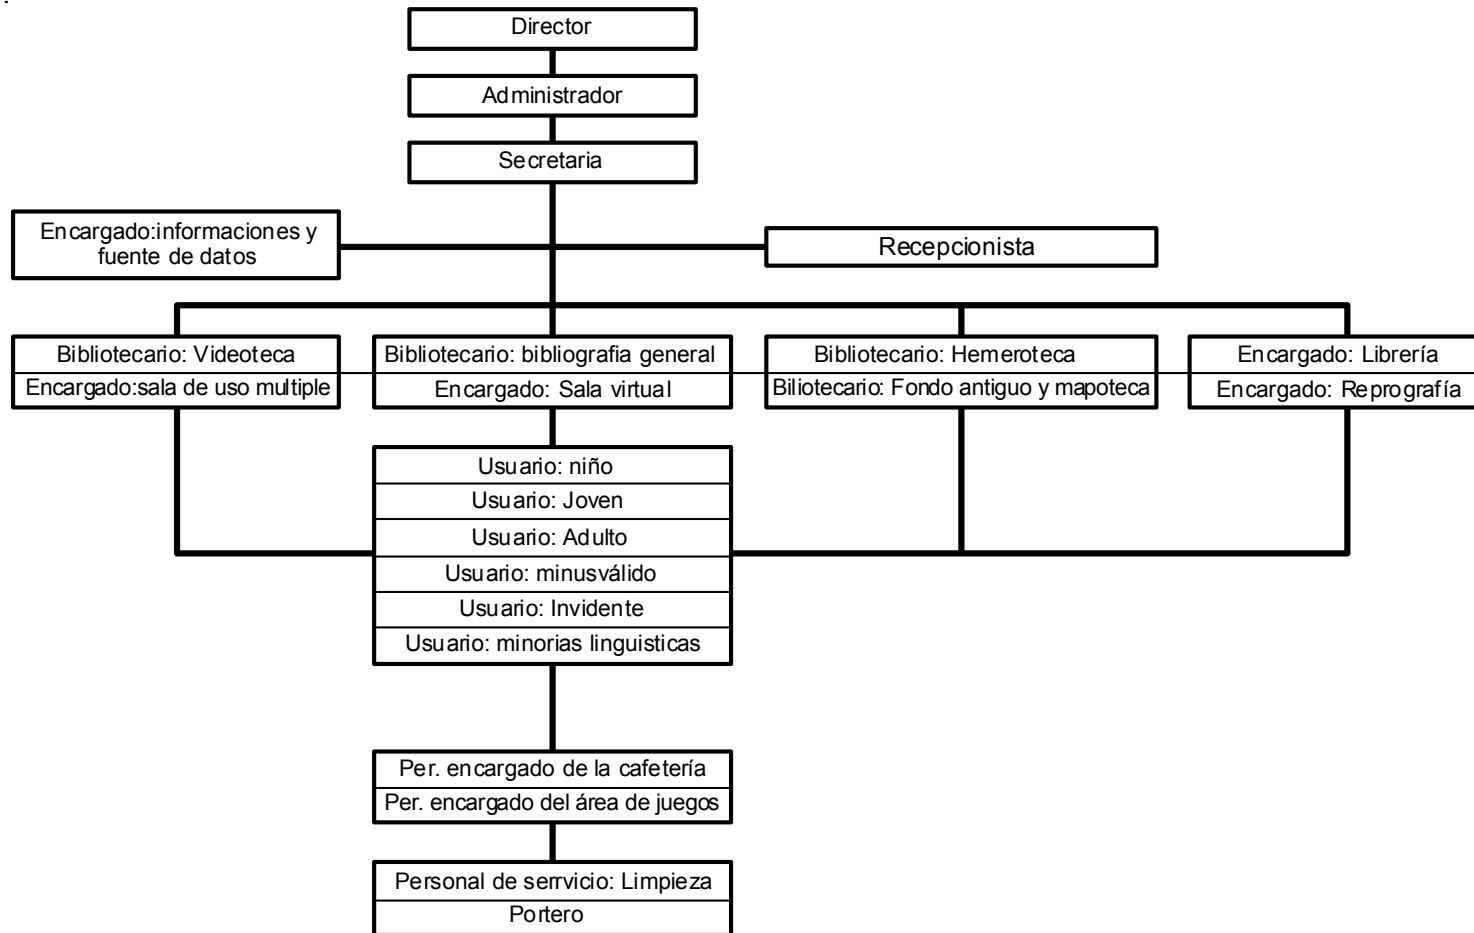 Director
Administrador
Secretaria
Encargado:informaciones y
fuente de datos
Recepcionista
Bibliotecario: Videoteca
Encargado:sala de uso multiple
Bibliotecario: bibliografia general
Encargado: Sala virtual
Bibliotecario: Hemeroteca
Biliotecario: Fondo antiguo y mapoteca
Encargado: Librería
Encargado: Reprografía
Usuario: niño
Usuario: Joven
Usuario: Adulto
Usuario: minusválido
Usuario: Invidente
Usuario: minorias linguisticas
Per. encargado de la cafetería
Per. encargado del área de juegos
Personal de serrvicio: Limpieza
Portero